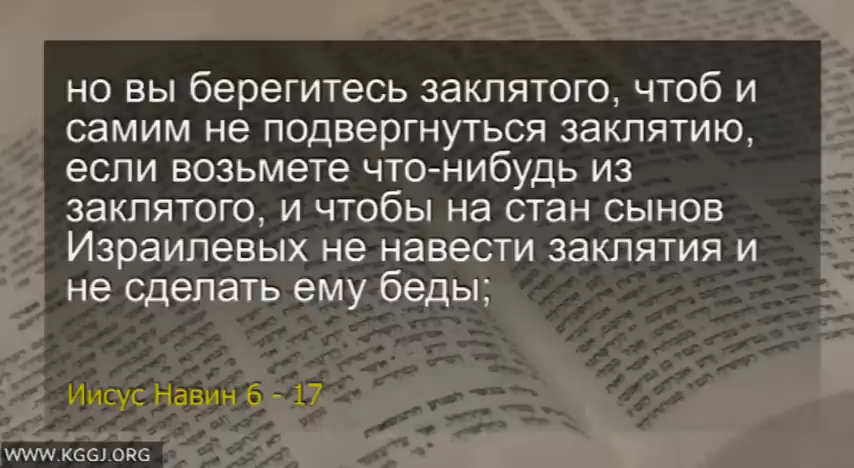 но вы берегитесь заклятого, чтоб и
самим не подвергнуться заклятию,
если возьмете что-нибудь из
заклятого, и чтобы на стан сынов
Израилевых не навести заклятия и
не сделать ему беды;
Иисус Навин 6 - 17
WWW.KGGJ.ORG